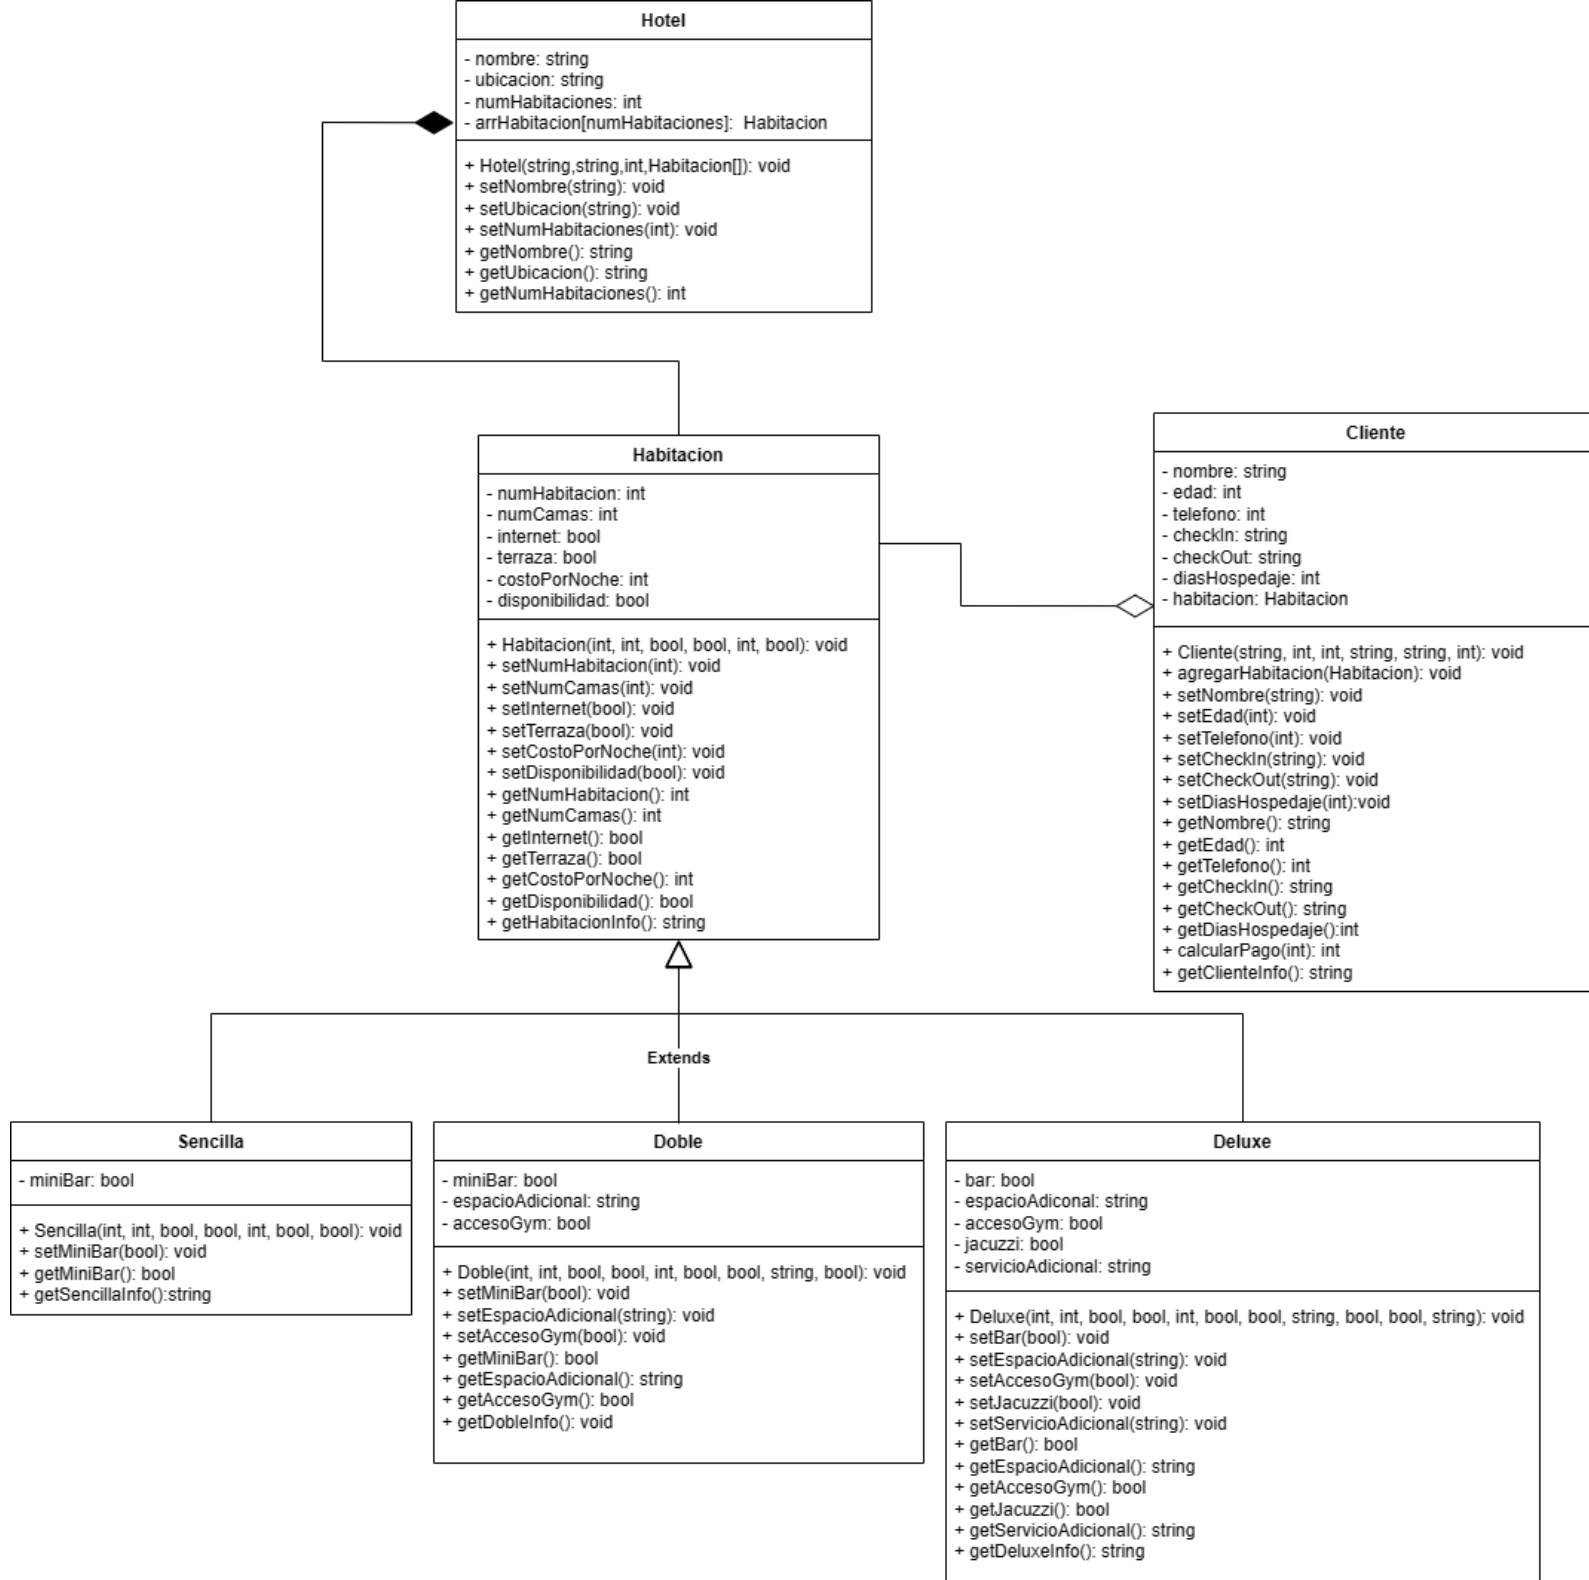 Hotel
- nombre: string
- ubicacion: string
- numHabitaciones: int
- arrHabitacion[numHabitaciones]: Habitacion
+ Hotel(string,string,int,Habitacion[]): void
+ setNombre(string): void
+ setUbicacion(string): void
+ setNumHabitaciones(int): void
+ getNombre(): string
+ getUbicacion(): string
+ getNumHabitaciones(): int
Habitacion
- numHabitacion: int
- numCamas: int
- internet: bool
- terraza: bool
- costoPorNoche: int
- disponibilidad: bool
+ Habitacion(int, int, bool, bool, int, bool): void
+ setNumHabitacion(int): void
+ setNumCamas(int): void
+ setInternet(bool): void
+ setTerraza(bool): void
+ setCostoPorNoche(int): void
+ setDisponibilidad(bool): void
+ getNumHabitacion(): int
+ getNumCamas(): int
+ getInternet(): bool
+ getTerraza(): bool
+ getCostoPorNoche(): int
+ getDisponibilidad(): bool
+ getHabitacionInfo(): string
Cliente
- nombre: string
- edad: int
- telefono: int
- checkIn: string
- checkOut: string
- diasHospedaje: int
- habitacion: Habitacion
+ Cliente(string, int, int, string, string, int): void
+ agregarHabitacion(Habitacion): void
+ setNombre(string): void
+ setEdad(int): void
+ setTelefono(int): void
+ setCheckIn(string): void
+ setCheckOut(string): void
+ setDiasHospedaje(int):void
+ getNombre(): string
+ getEdad(): int
+ getTelefono(): int
+ getCheckIn(): string
+ getCheckOut(): string
+ getDiasHospedaje():int
+ calcularPago(int): int
+ getClienteInfo(): string
Extends
Sencilla
- miniBar: bool
+ Sencilla(int, int, bool, bool, int, bool, bool): void
+ setMiniBar(bool): void
+ getMiniBar(): bool
+ getSencillaInfo():string
Doble
- miniBar: bool
- espacioAdicional: string
- accesoGym: bool
+ Doble(int, int, bool, bool, int, bool, bool, string, bool): void
+ setMiniBar(bool): void
+ setEspacioAdicional(string): void
+ setAccesoGym(bool): void
+ getMiniBar(): bool
+ getEspacioAdicional(): string
+ getAccesoGym(): bool
+ getDobleInfo(): void
Deluxe
- bar: bool
- espacioAdiconal: string
- accesoGym: bool
- jacuzzi: bool
- servicioAdicional: string
+ Deluxe(int, int, bool, bool, int, bool, bool, string, bool, bool, string): void
+ setBar(bool): void
+ setEspacioAdicional(string): void
+ setAccesoGym(bool): void
+ setJacuzzi(bool): void
+ setServicioAdicional(string): void
+ getBar(): bool
+ getEspacioAdicional(): string
+ getAccesoGym(): bool
+ getJacuzzi(): bool
+ getServicioAdicional(): string
+ getDeluxeInfo(): string